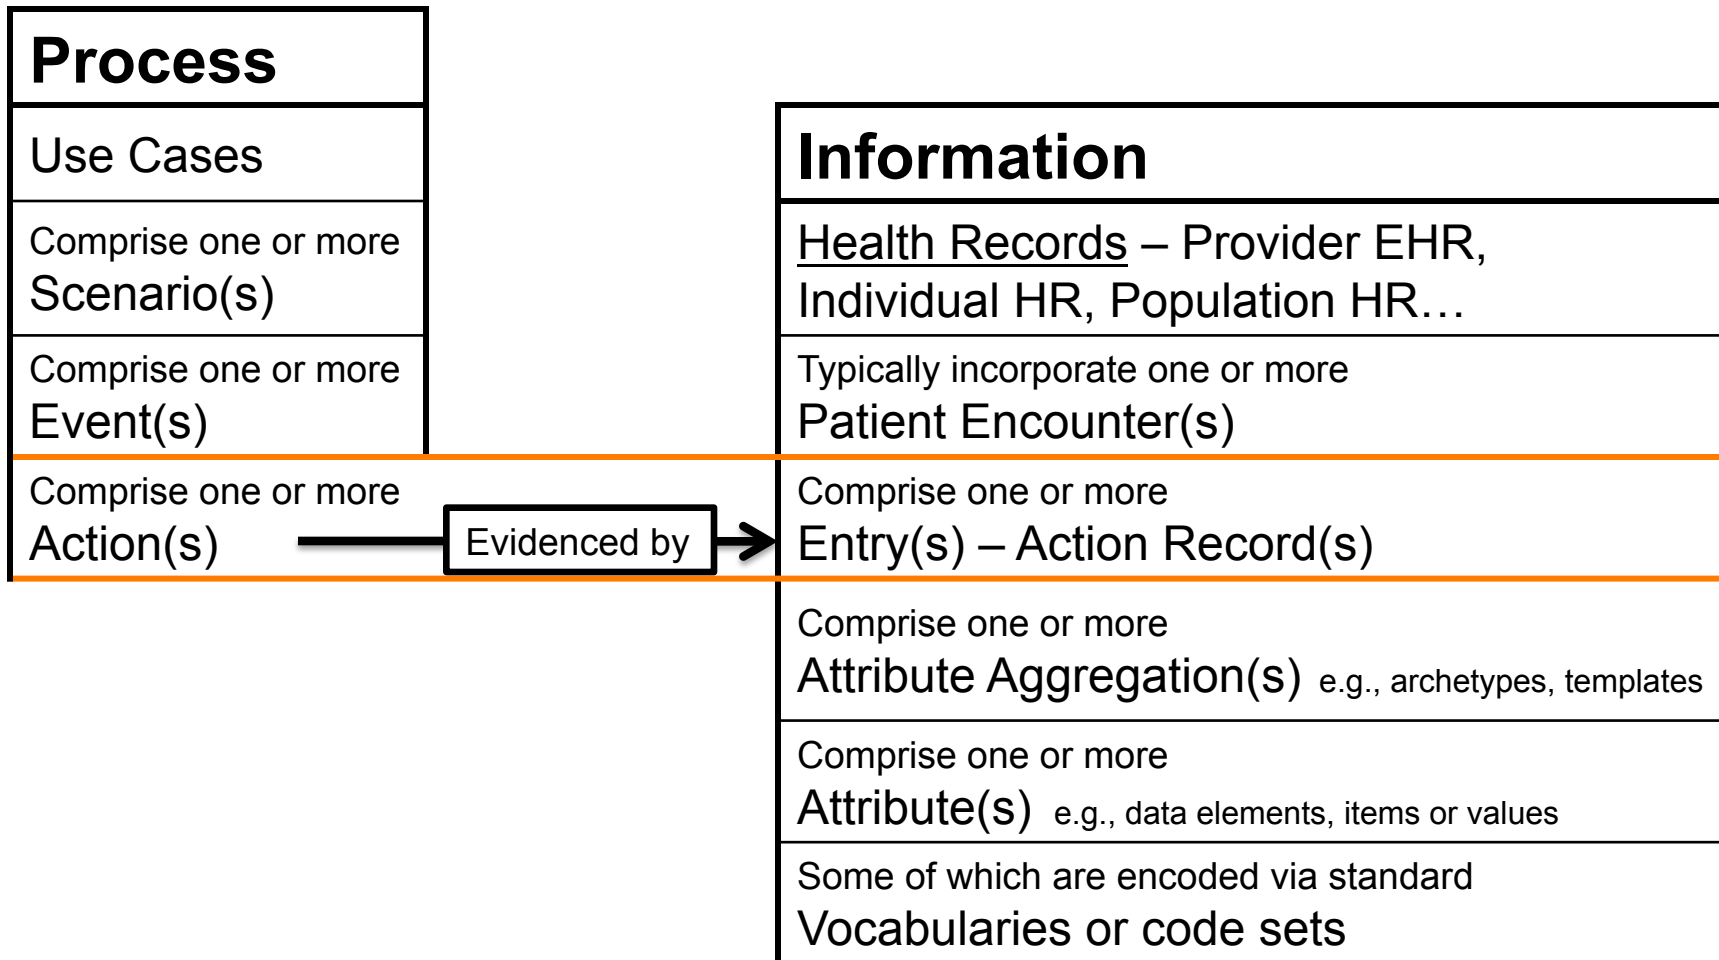 Process
Use Cases
Comprise one or more
Scenario(s)
Comprise one or more
Event(s)
Comprise one or more
Action(s)
Evidenced by
Information
Health Records – Provider EHR,
Individual HR, Population HR…
Typically incorporate one or more
Patient Encounter(s)
Comprise one or more
Entry(s) – Action Record(s)
Comprise one or more
Attribute Aggregation(s) e.g., archetypes, templates
Comprise one or more
Attribute(s) e.g., data elements, items or values
Some of which are encoded via standard
Vocabularies or code sets